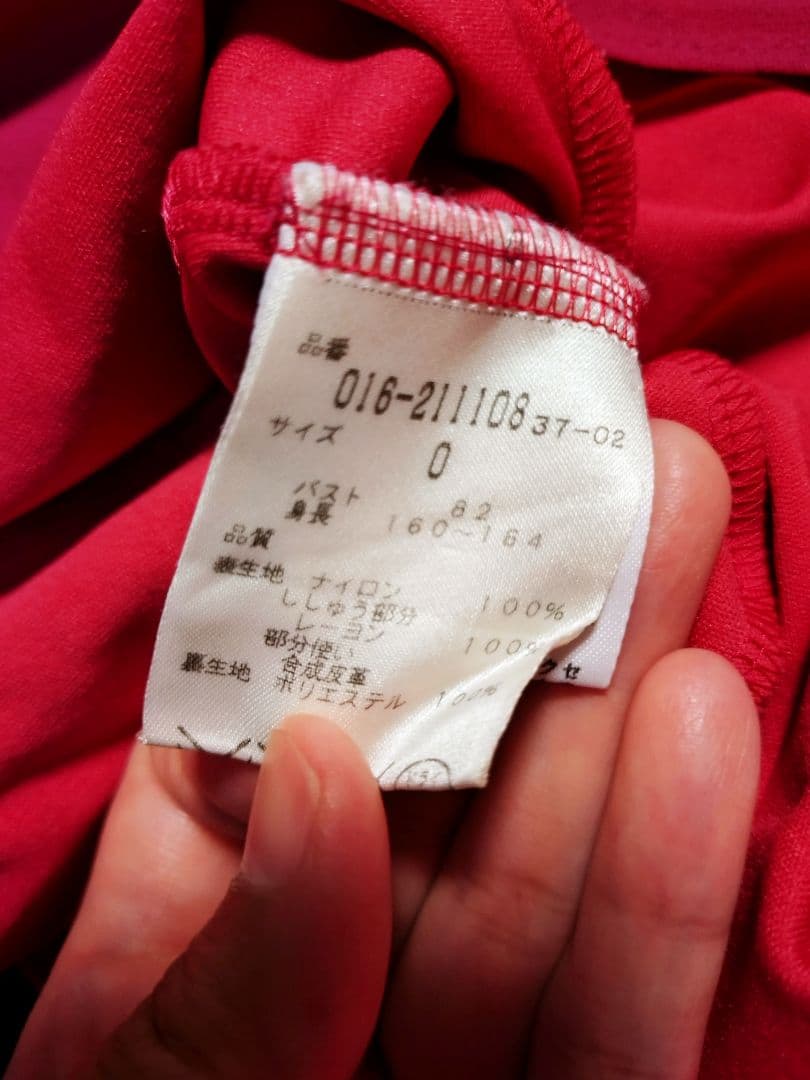 品番
016-211108 37-02
サイズ
0
バスト 82
身長 160～164
品質
表生地 ナイロン 100%
ししゅう部分
レーヨン 100%
部分使い
合成皮革
裏生地 ポリエステル 100%
クセ